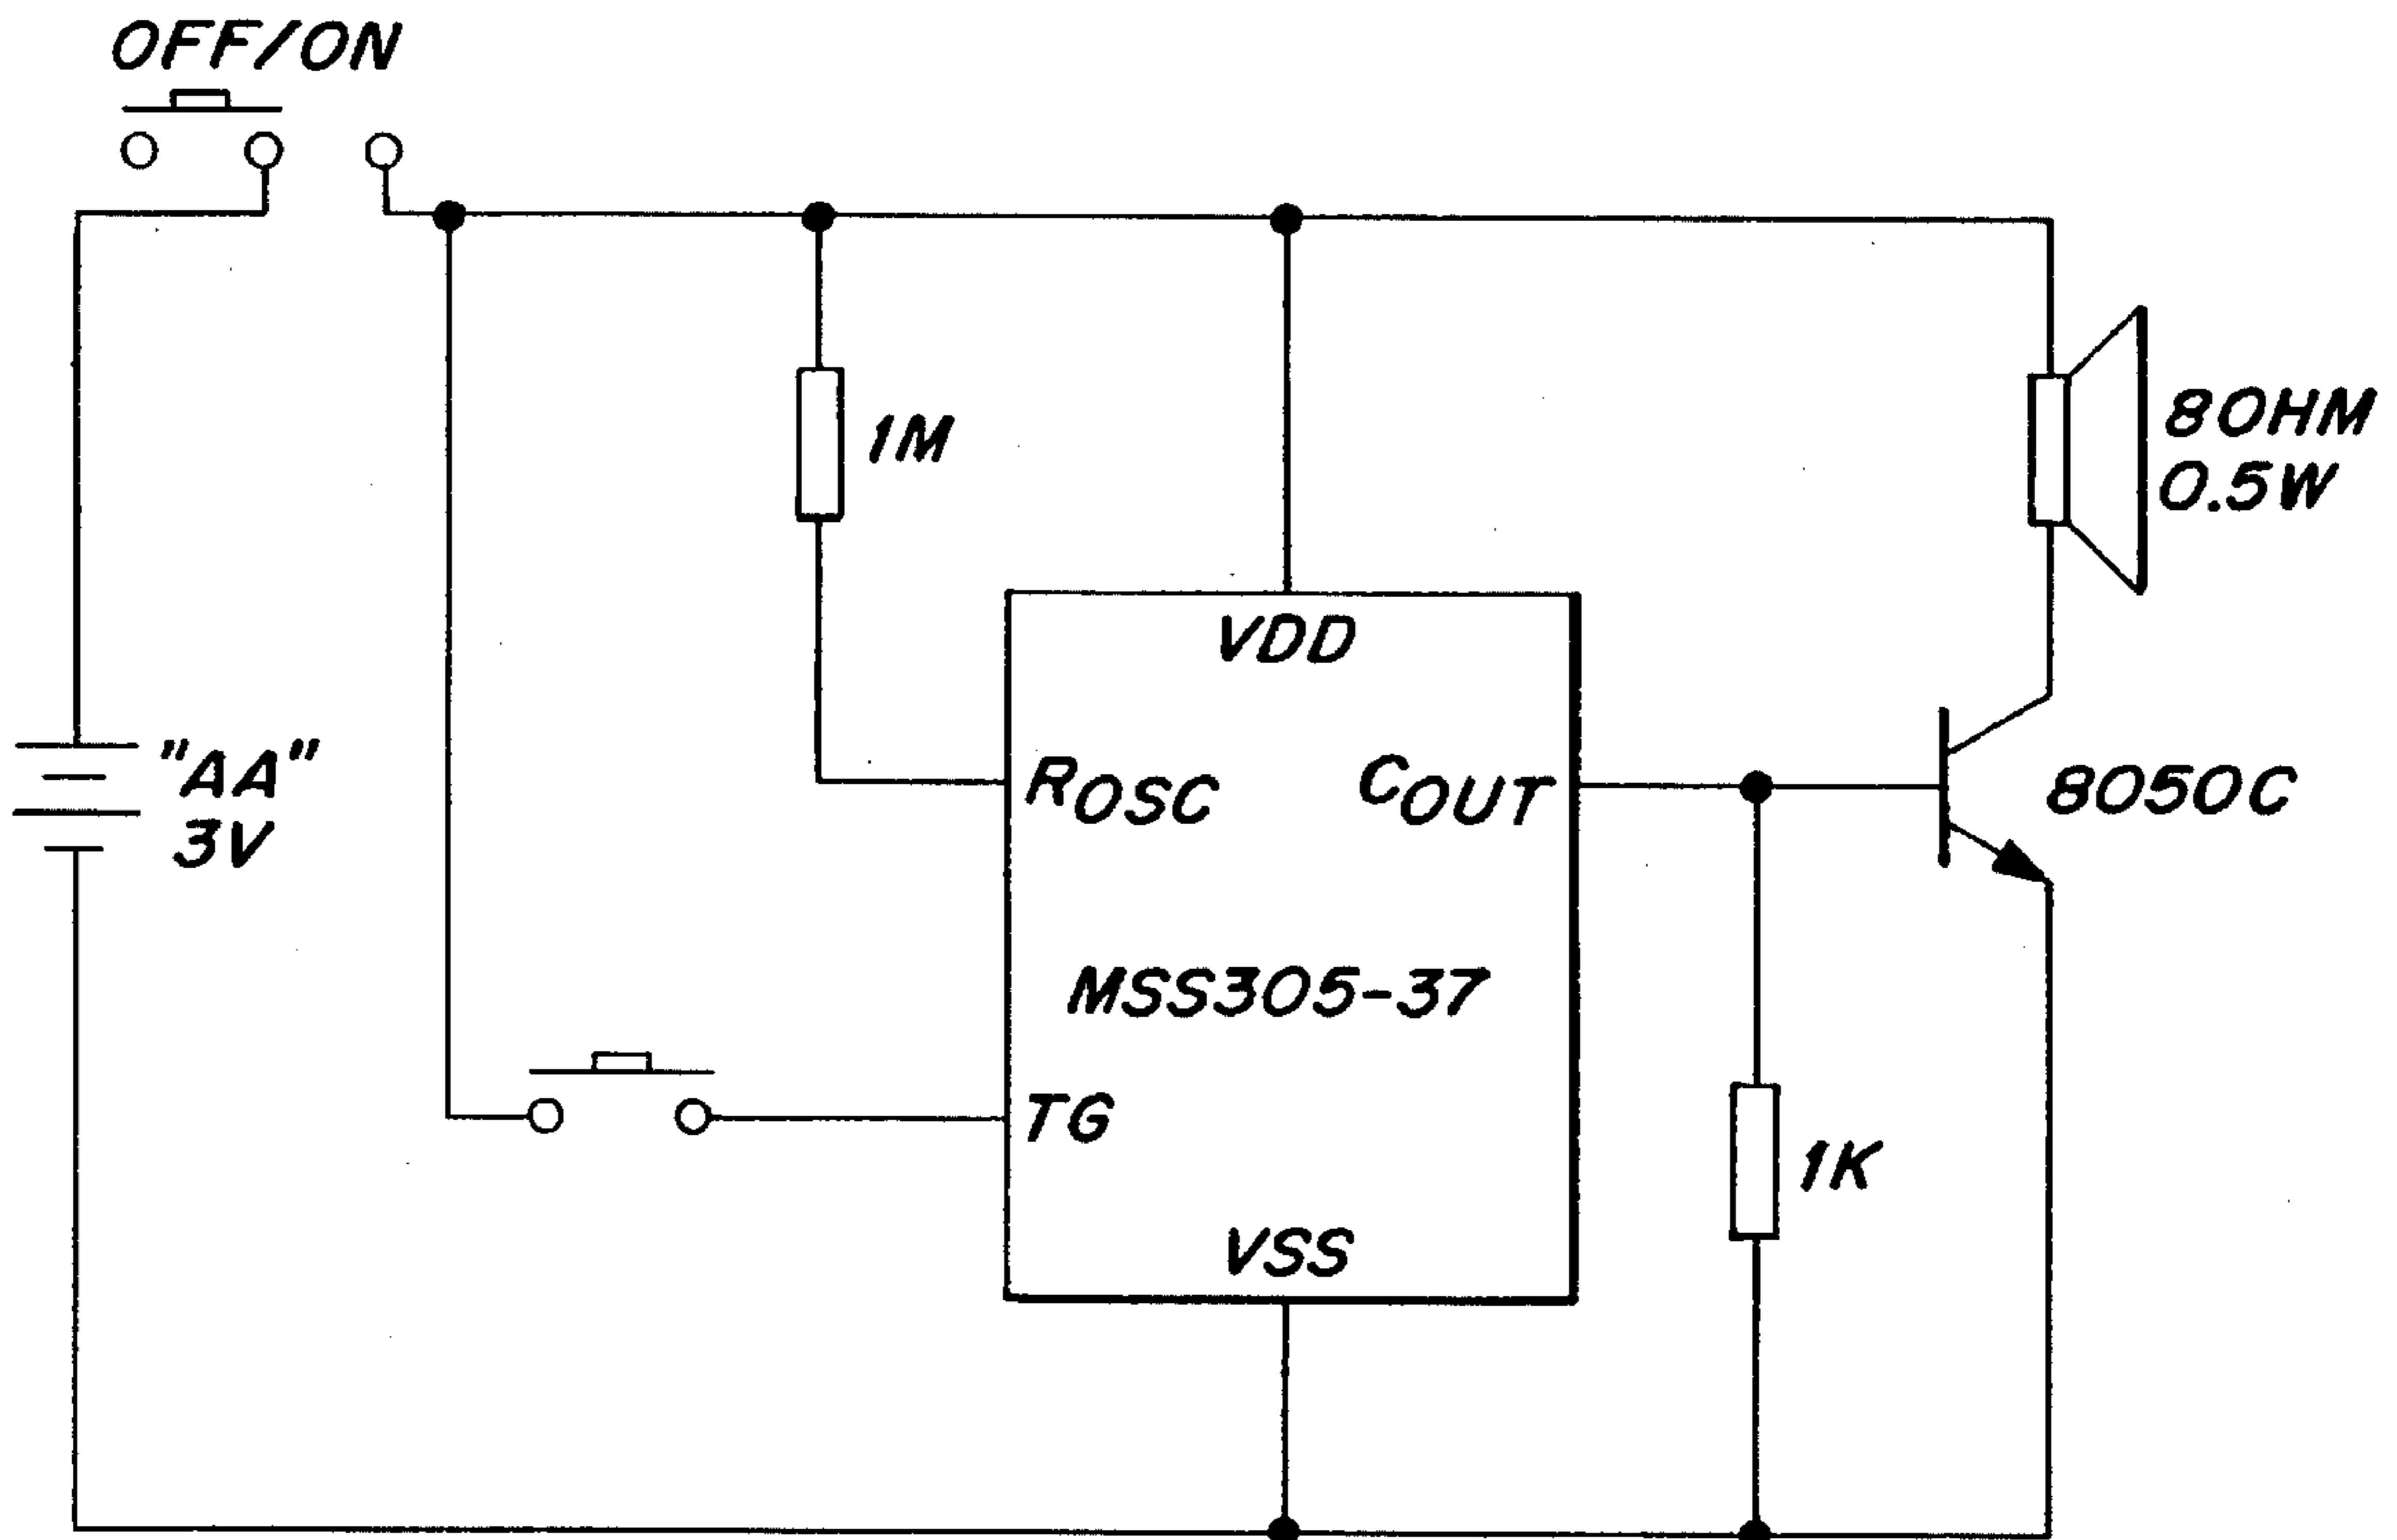 OFF/ON
1M
8OHM
0.5W
VDD
"AA"
3V
ROSC
COUT
8050C
MSS305-37
TG
1K
VSS